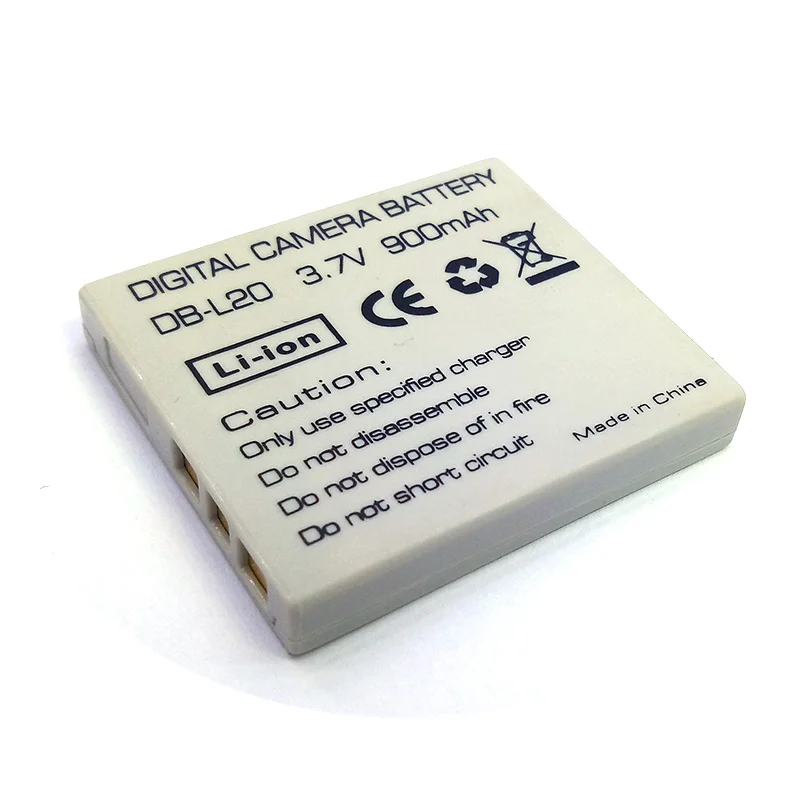 DIGITAL CAMERA BATTERY
DB-L20 3.7V 900mAh
Li-ion CE
Caution:
Only use specified charger
Do not disassemble
Do not dispose of in fire
Do not short circuit
Made in China